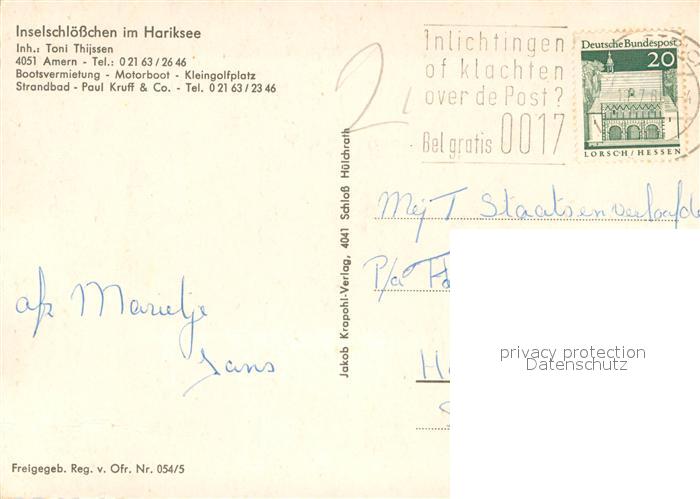 Inselschlößchen im Hariksee
Inh.: Toni Thijssen
4051 Amern - Tel.: 0 21 63 / 26 46
Bootsvermietung - Motorboot - Kleingolfplatz
Strandbad - Paul Kruff & Co. - Tel. 0 21 63 / 23 46
Inlichtingen
of klachten
over de Post?
Bel gratis 0017
Deutsche Bundespost
20
LORSCH / HESSEN
Jakob Krapohl-Verlag, 4041 Schloß Hülchrath
Mej T Staatsen
P/a
afz Marietje
Jans
privacy protection
Datenschutz
Freigegeb. Reg. v. Ofr. Nr. 054/5